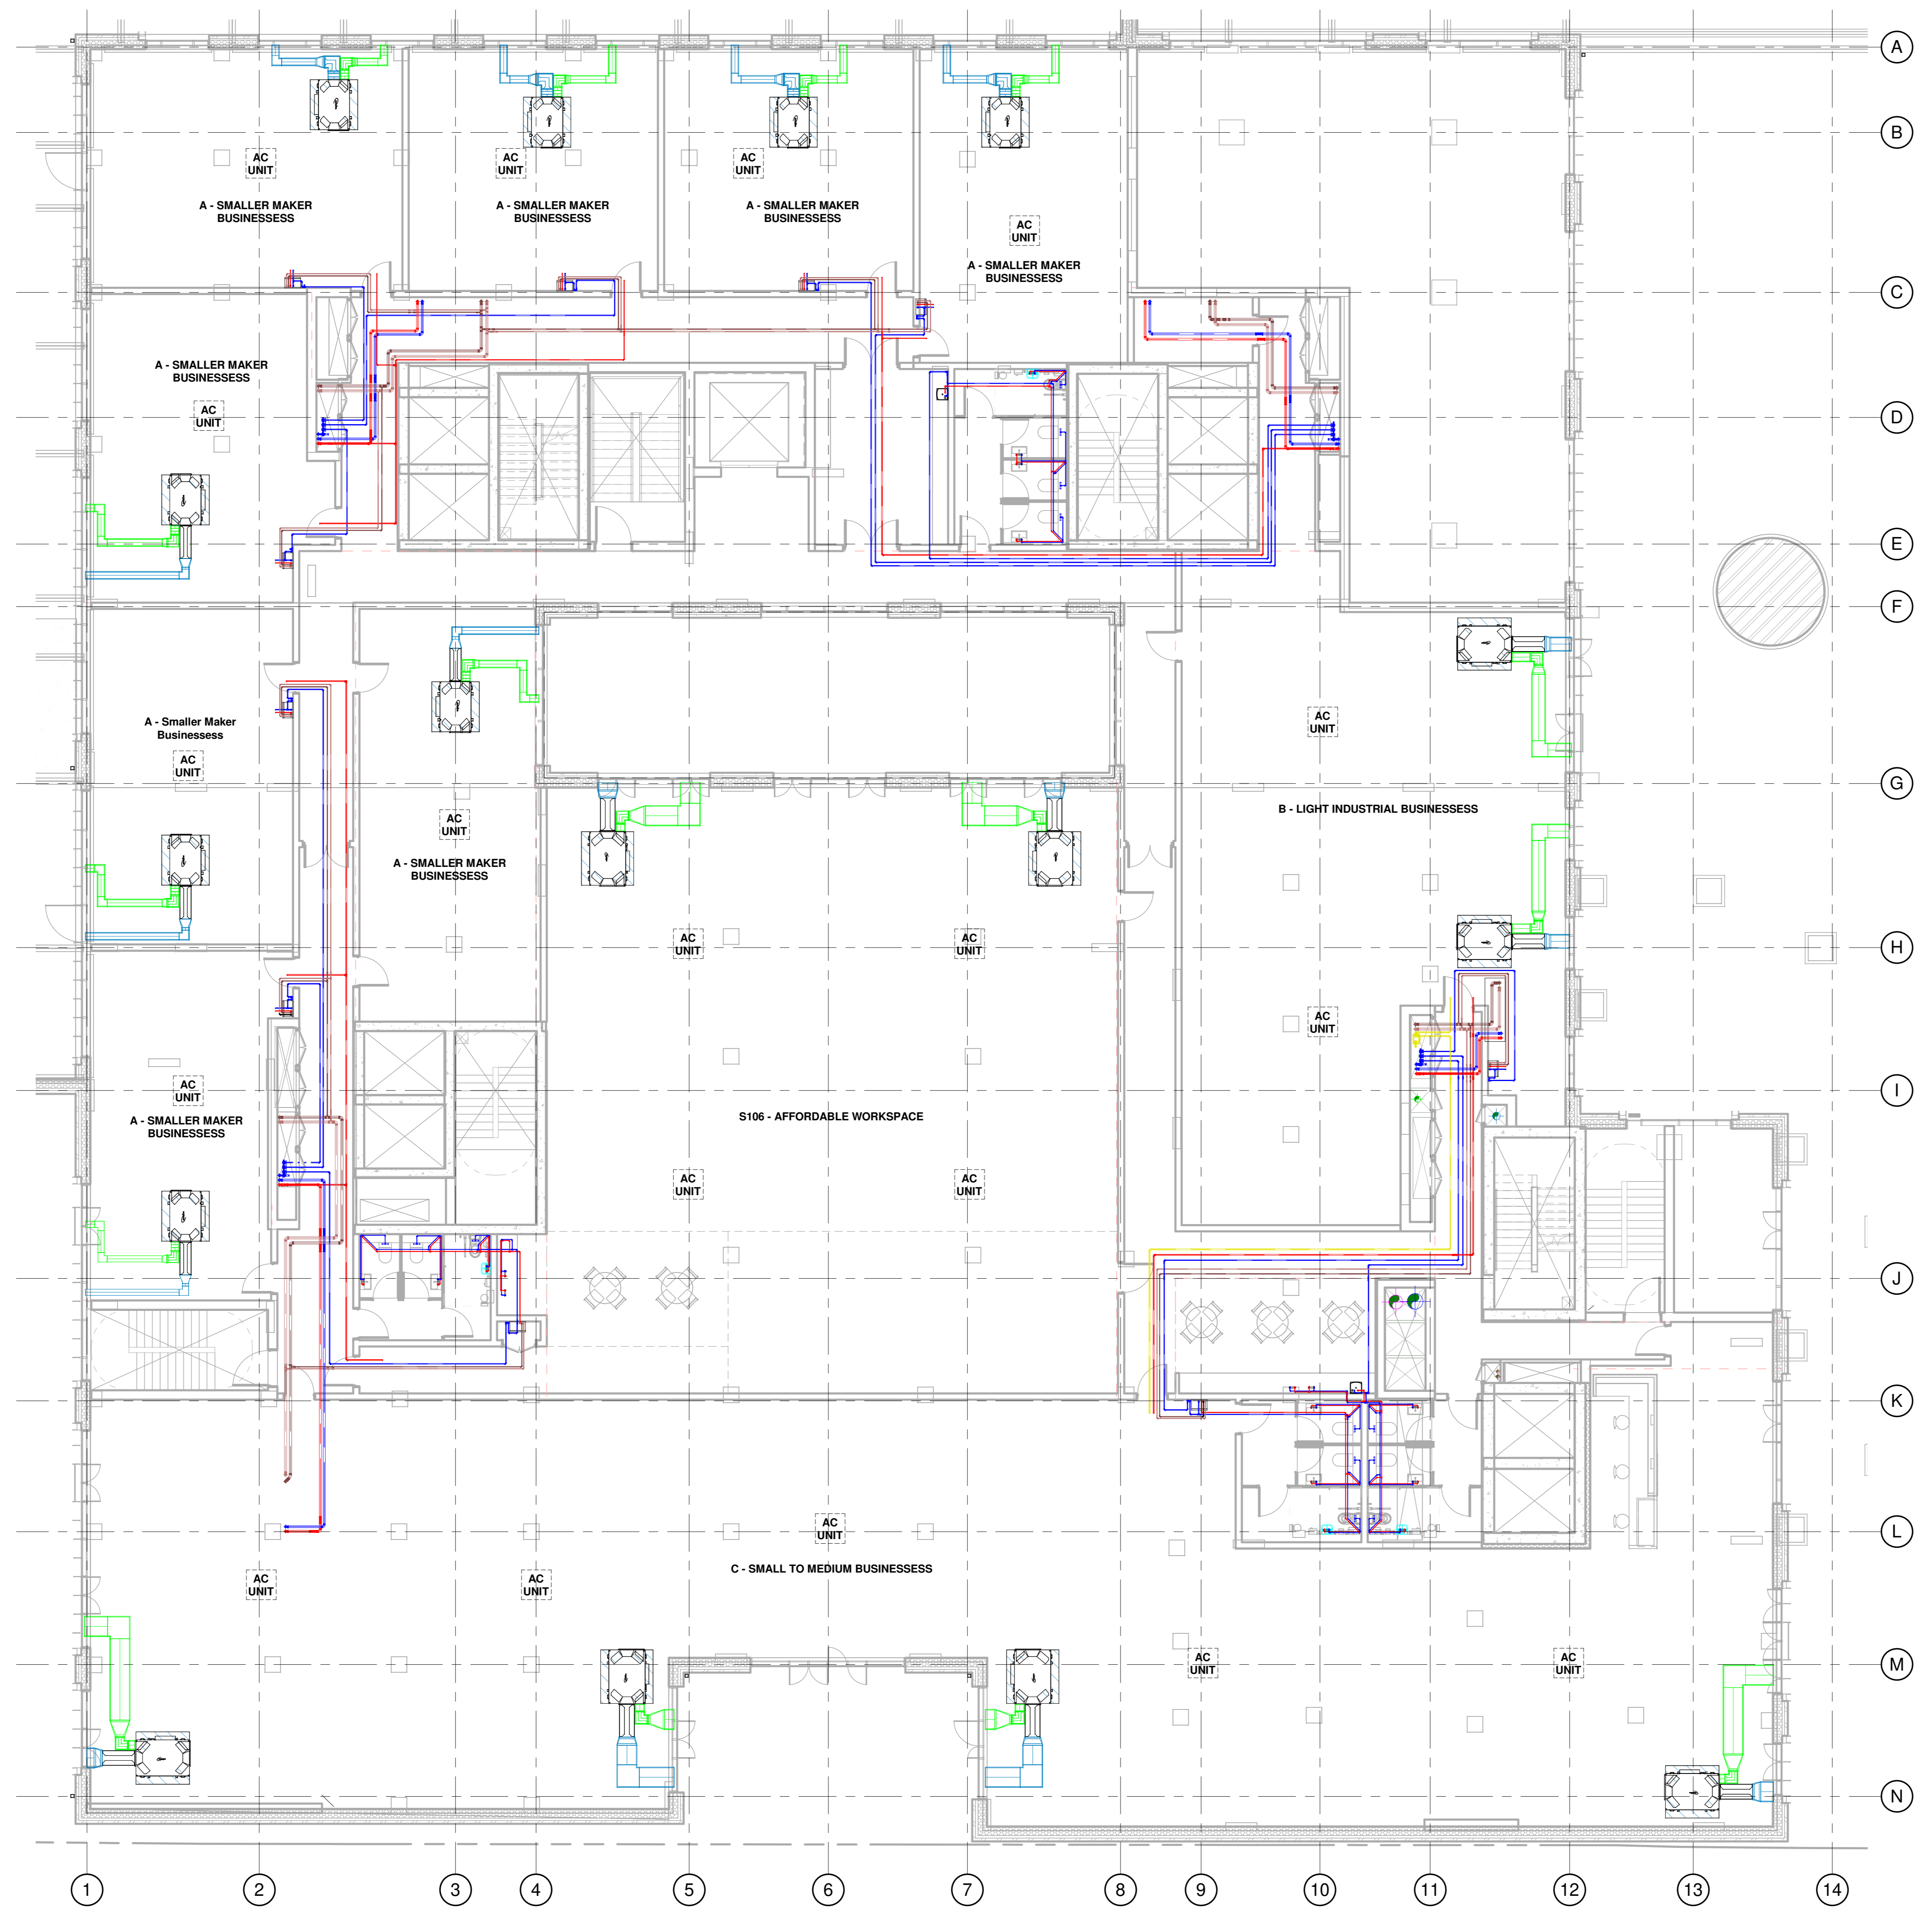 A
B
AC
UNIT
AC
UNIT
AC
UNIT
A - SMALLER MAKER
BUSINESSESS
A - SMALLER MAKER
BUSINESSESS
A - SMALLER MAKER
BUSINESSESS
AC
UNIT
A - SMALLER MAKER
BUSINESSESS
C
A - SMALLER MAKER
BUSINESSESS
AC
UNIT
D
E
F
A - Smaller Maker
Businessess
AC
UNIT
AC
UNIT
G
AC
UNIT
A - SMALLER MAKER
BUSINESSESS
B - LIGHT INDUSTRIAL BUSINESSESS
AC
UNIT
AC
UNIT
H
AC
UNIT
AC
UNIT
I
A - SMALLER MAKER
BUSINESSESS
S106 - AFFORDABLE WORKSPACE
AC
UNIT
AC
UNIT
J
K
AC
UNIT
L
C - SMALL TO MEDIUM BUSINESSESS
AC
UNIT
AC
UNIT
AC
UNIT
AC
UNIT
M
N
1
2
3
4
5
6
7
8
9
10
11
12
13
14